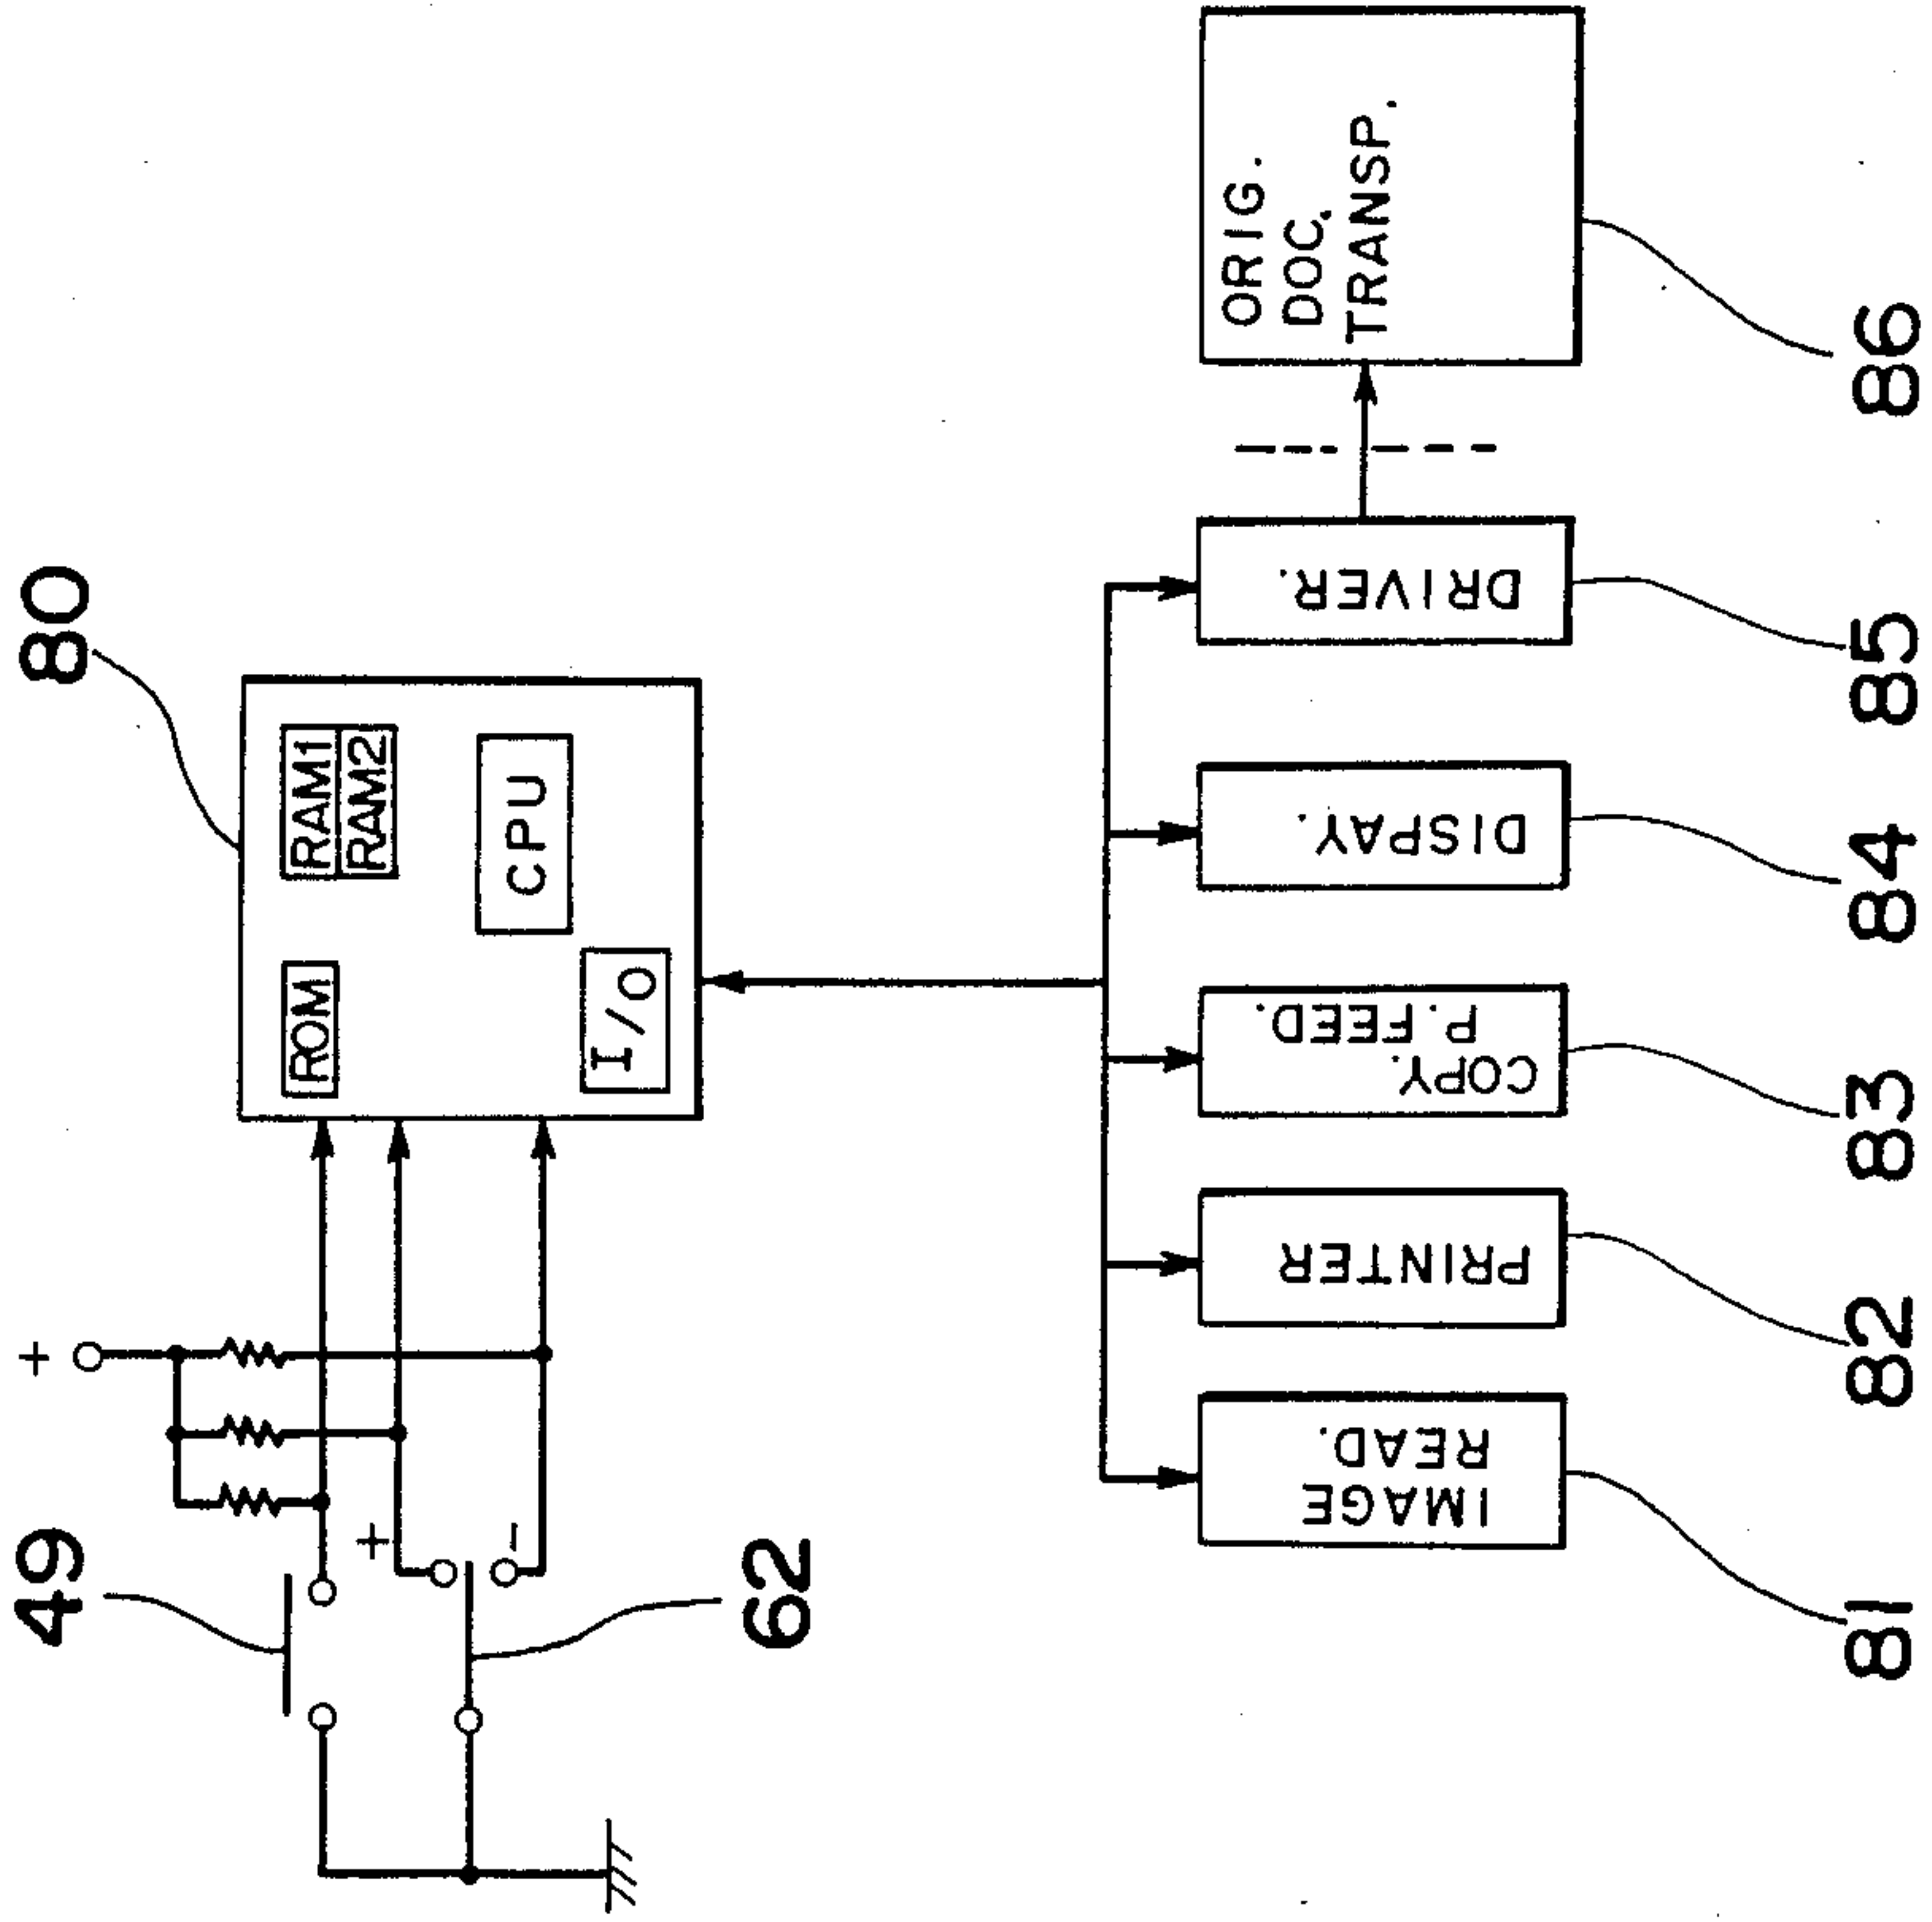 80
RAM1
RAM2
CPU
ROM
I/O
49
+
+
-
62
ORIG.
DOC.
TRANSP.
86
DRIVER.
85
DISPAY.
84
COPY.
P.FEED.
83
PRINTER
82
IMAGE
READ.
81